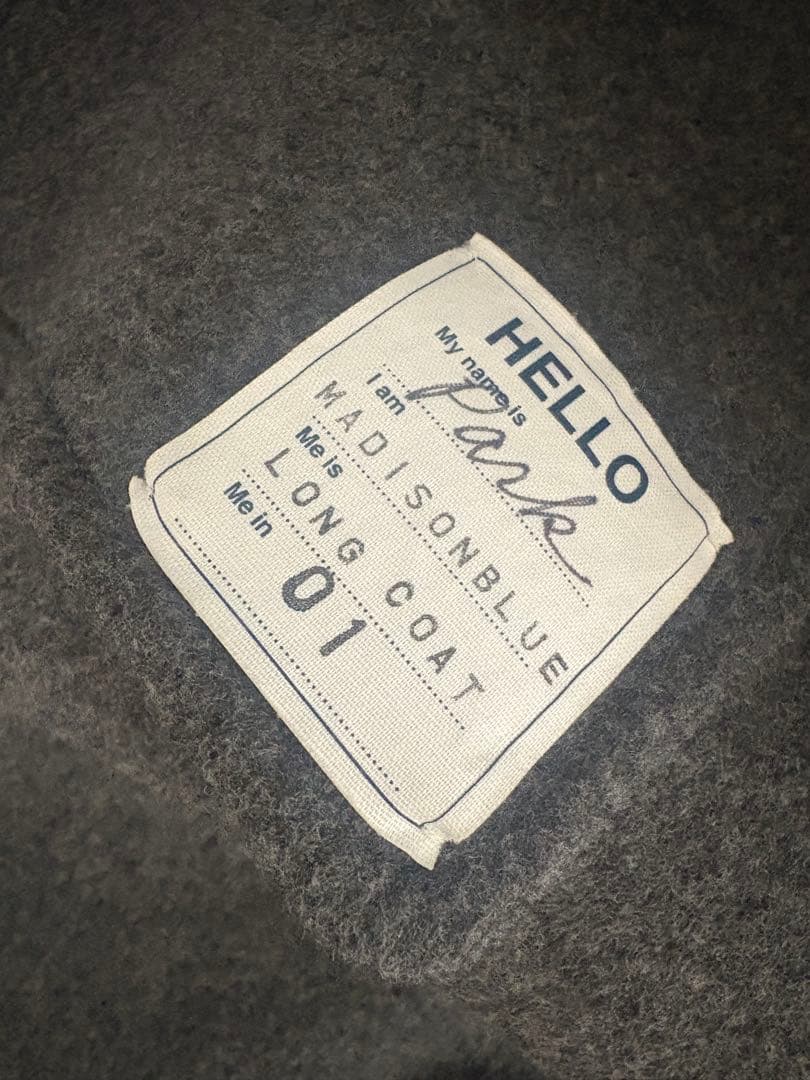 HELLO
My name is
Park
I am
MADISONBLUE
Me is
LONG COAT
Me in
01